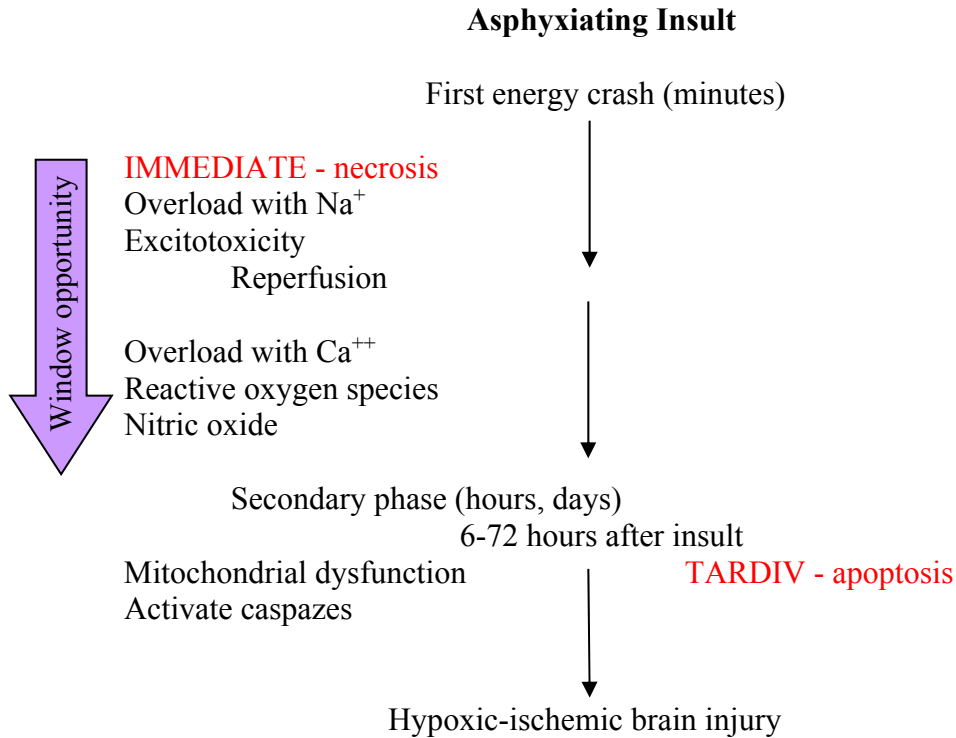 Asphyxiating Insult
First energy crash (minutes)
IMMEDIATE - necrosis
Overload with Na⁺
Excitotoxicity
Reperfusion
Window opportunity
Overload with Ca⁺⁺
Reactive oxygen species
Nitric oxide
Secondary phase (hours, days)
6-72 hours after insult
Mitochondrial dysfunction
TARDIV - apoptosis
Activate caspazes
Hypoxic-ischemic brain injury